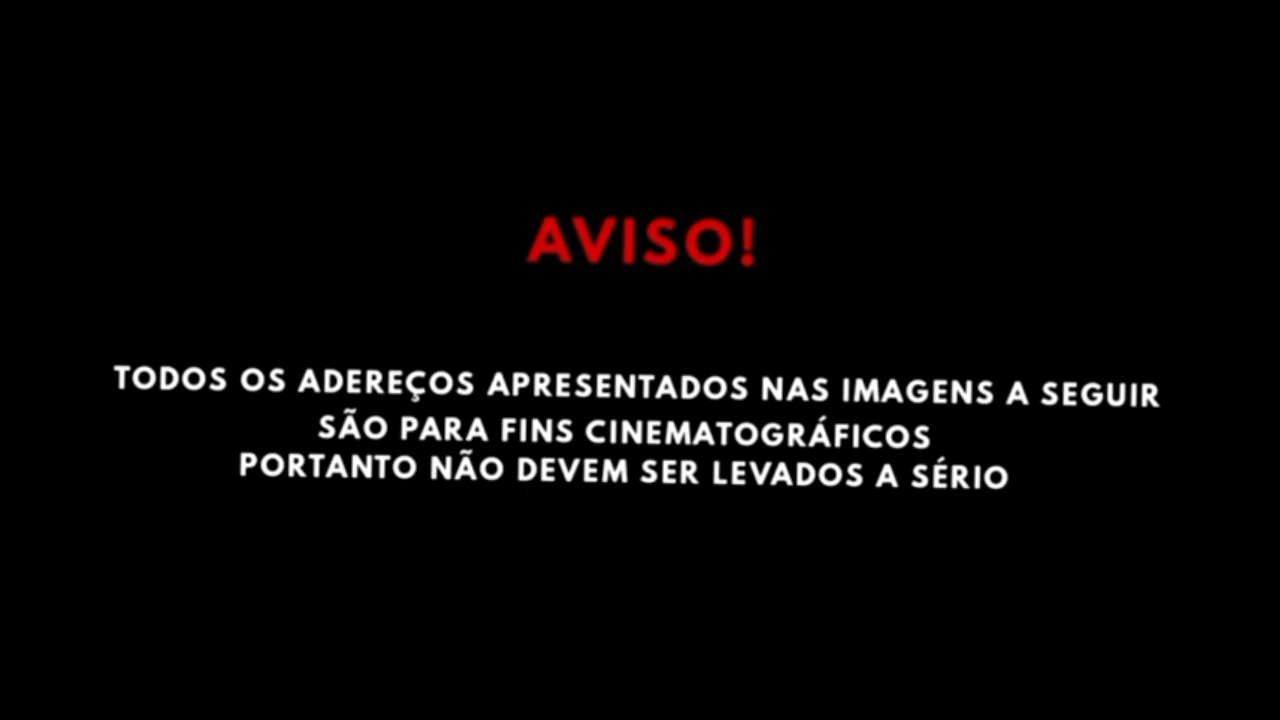 AVISO!
TODOS OS ADEREÇOS APRESENTADOS NAS IMAGENS A SEGUIR
SÃO PARA FINS CINEMATOGRÁFICOS
PORTANTO NÃO DEVEM SER LEVADOS A SÉRIO